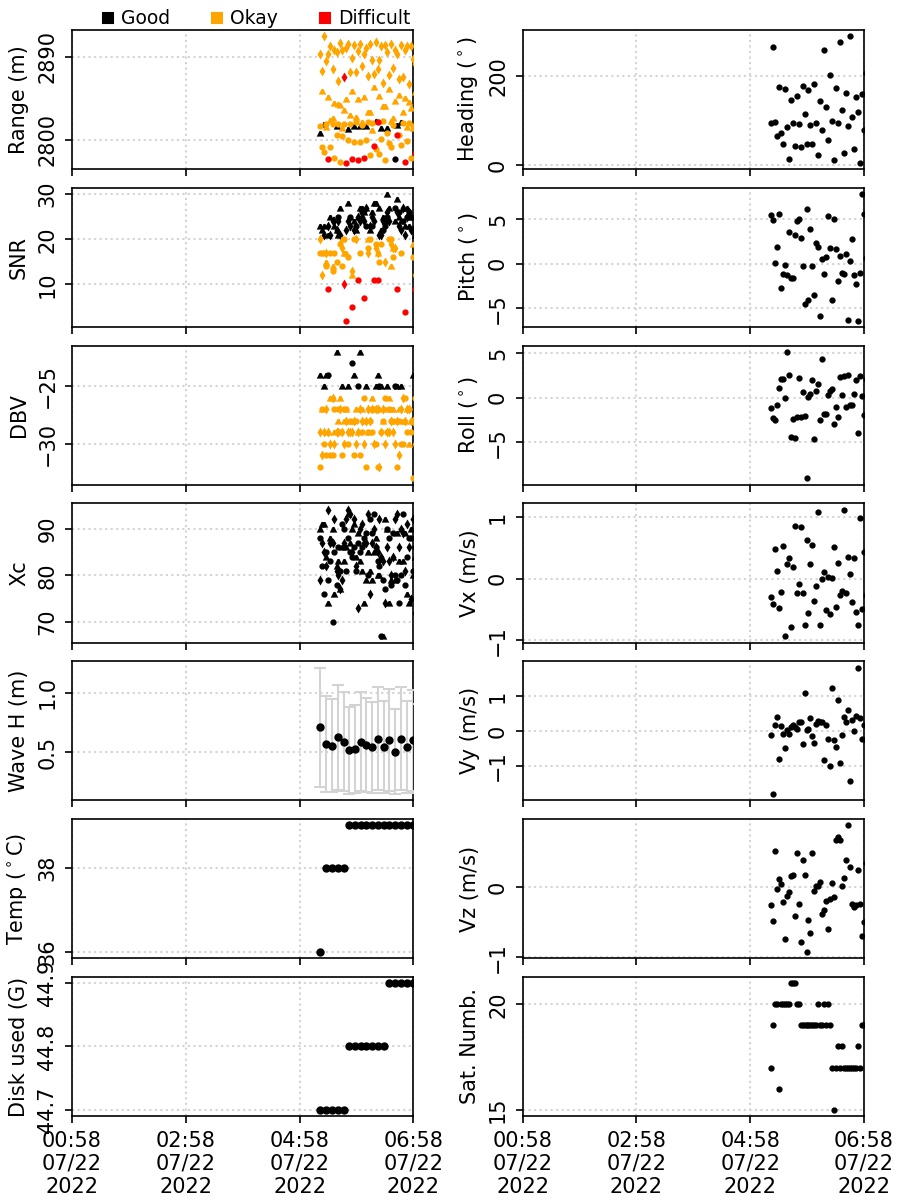 Good Okay Difficult
Range (m)
2890
2800
Heading (°)
200
0
SNR
30
20
10
Pitch (°)
5
0
−5
DBV
−25
−30
Roll (°)
5
0
−5
Xc
90
80
70
Vx (m/s)
1
0
−1
Wave H (m)
1.0
0.5
Vy (m/s)
1
0
−1
Temp (°C)
38
36
Vz (m/s)
0
−1
Disk used (G)
44.9
44.8
44.7
Sat. Numb.
20
15
00:58 02:58 04:58 06:58 00:58 02:58 04:58 06:58
07/22 07/22 07/22 07/22 07/22 07/22 07/22 07/22
2022 2022 2022 2022 2022 2022 2022 2022